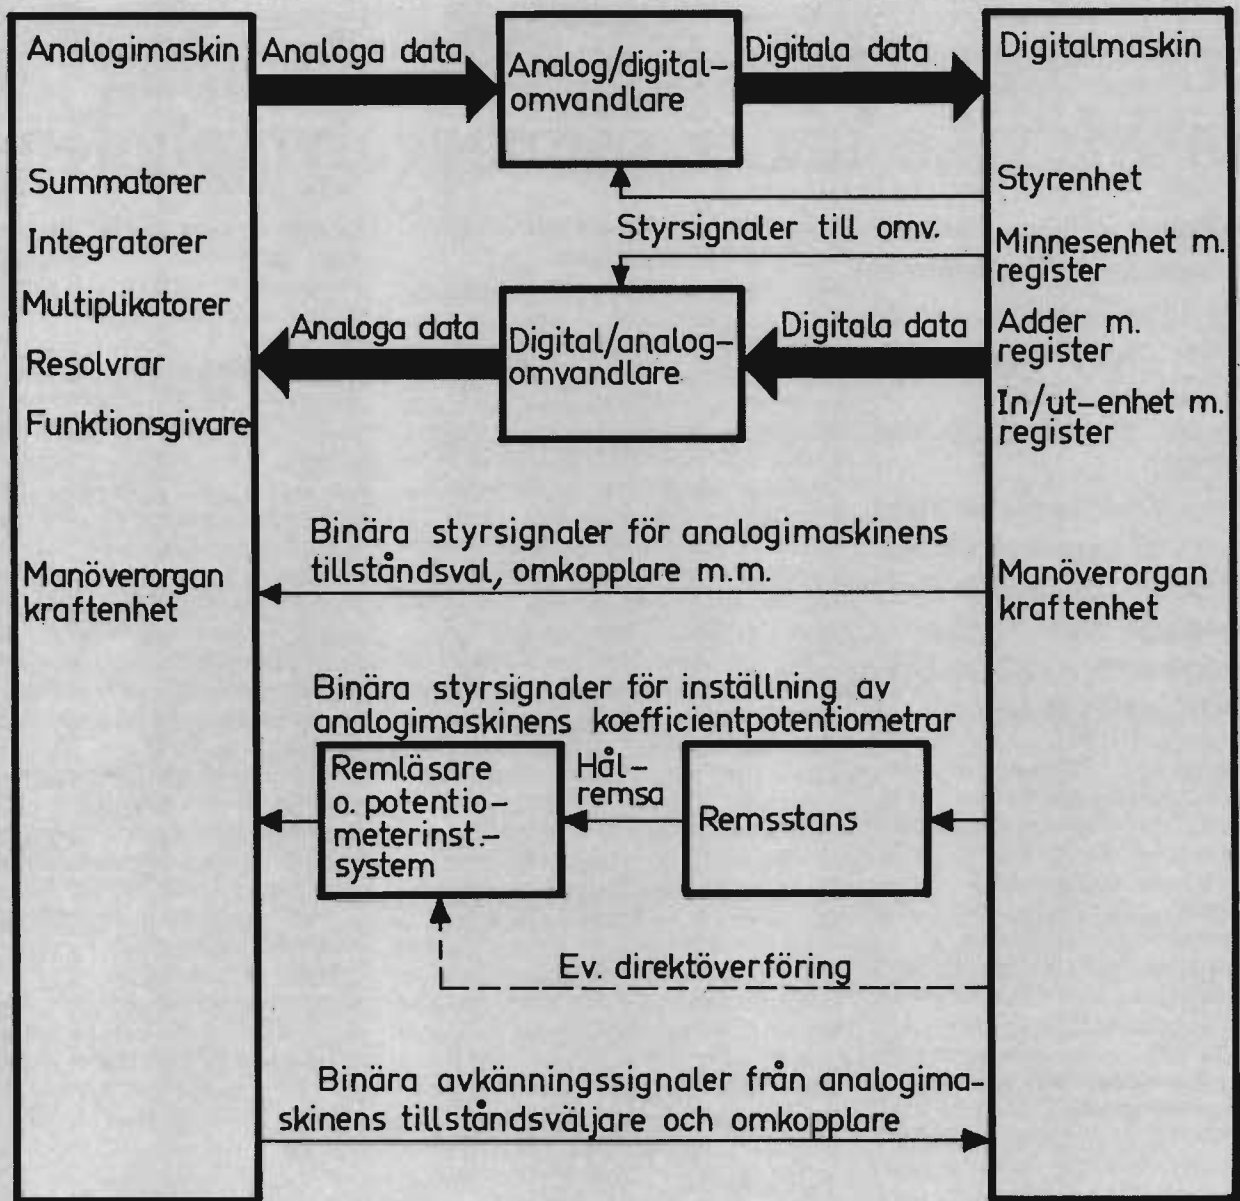 Analogimaskin
Analoga data
Analog/digital-
omvandlare
Digitala data
Digitalmaskin
Summatorer
Integratorer
Multiplikatorer
Resolvrar
Funktionsgivare
Styrenhet
Styrsignaler till omv.
Minnesenhet m.
register
Analoga data
Digital/analog-
omvandlare
Digitala data
Adder m.
register
In/ut-enhet m.
register
Binära styrsignaler för analogimaskinens
tillståndsval, omkopplare m.m.
Manöverorgan
kraftenhet
Manöverorgan
kraftenhet
Binära styrsignaler för inställning av
analogimaskinens koefficientpotentiometrar
Remläsare
o. potentio-
meterinst.-
system
Hål-
remsa
Remsstans
Ev. direktöverföring
Binära avkänningssignaler från analogima-
skinens tillståndsväljare och omkopplare